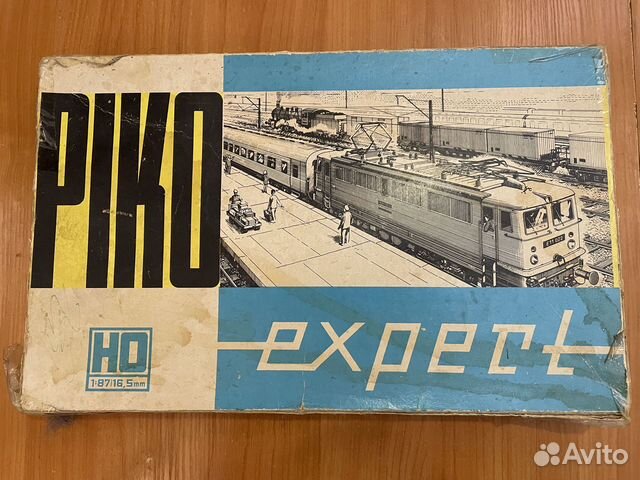 PIKO
HO
1:87/16,5mm
expert
Avito